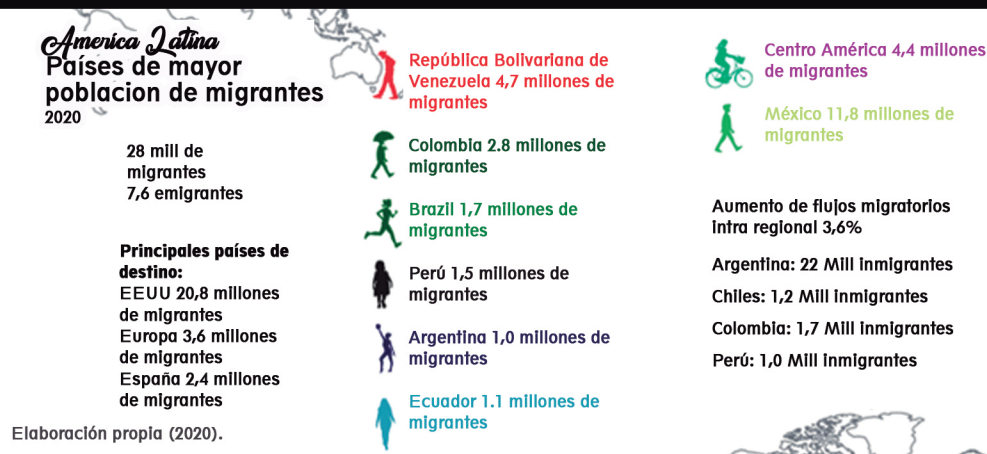 America Latina
Países de mayor
poblacion de migrantes
2020
28 mill de
migrantes
7,6 emigrantes
Principales países de
destino:
EEUU 20,8 millones
de migrantes
Europa 3,6 millones
de migrantes
España 2,4 millones
de migrantes
Elaboración propia (2020).
República Bolivariana de
Venezuela 4,7 millones de
migrantes
Colombia 2.8 millones de
migrantes
Brazil 1,7 millones de
migrantes
Perú 1,5 millones de
migrantes
Argentina 1,0 millones de
migrantes
Ecuador 1.1 millones de
migrantes
Centro América 4,4 millones
de migrantes
México 11,8 millones de
migrantes
Aumento de flujos migratorios
intra regional 3,6%
Argentina: 22 Mill inmigrantes
Chiles: 1,2 Mill inmigrantes
Colombia: 1,7 Mill inmigrantes
Perú: 1,0 Mill inmigrantes